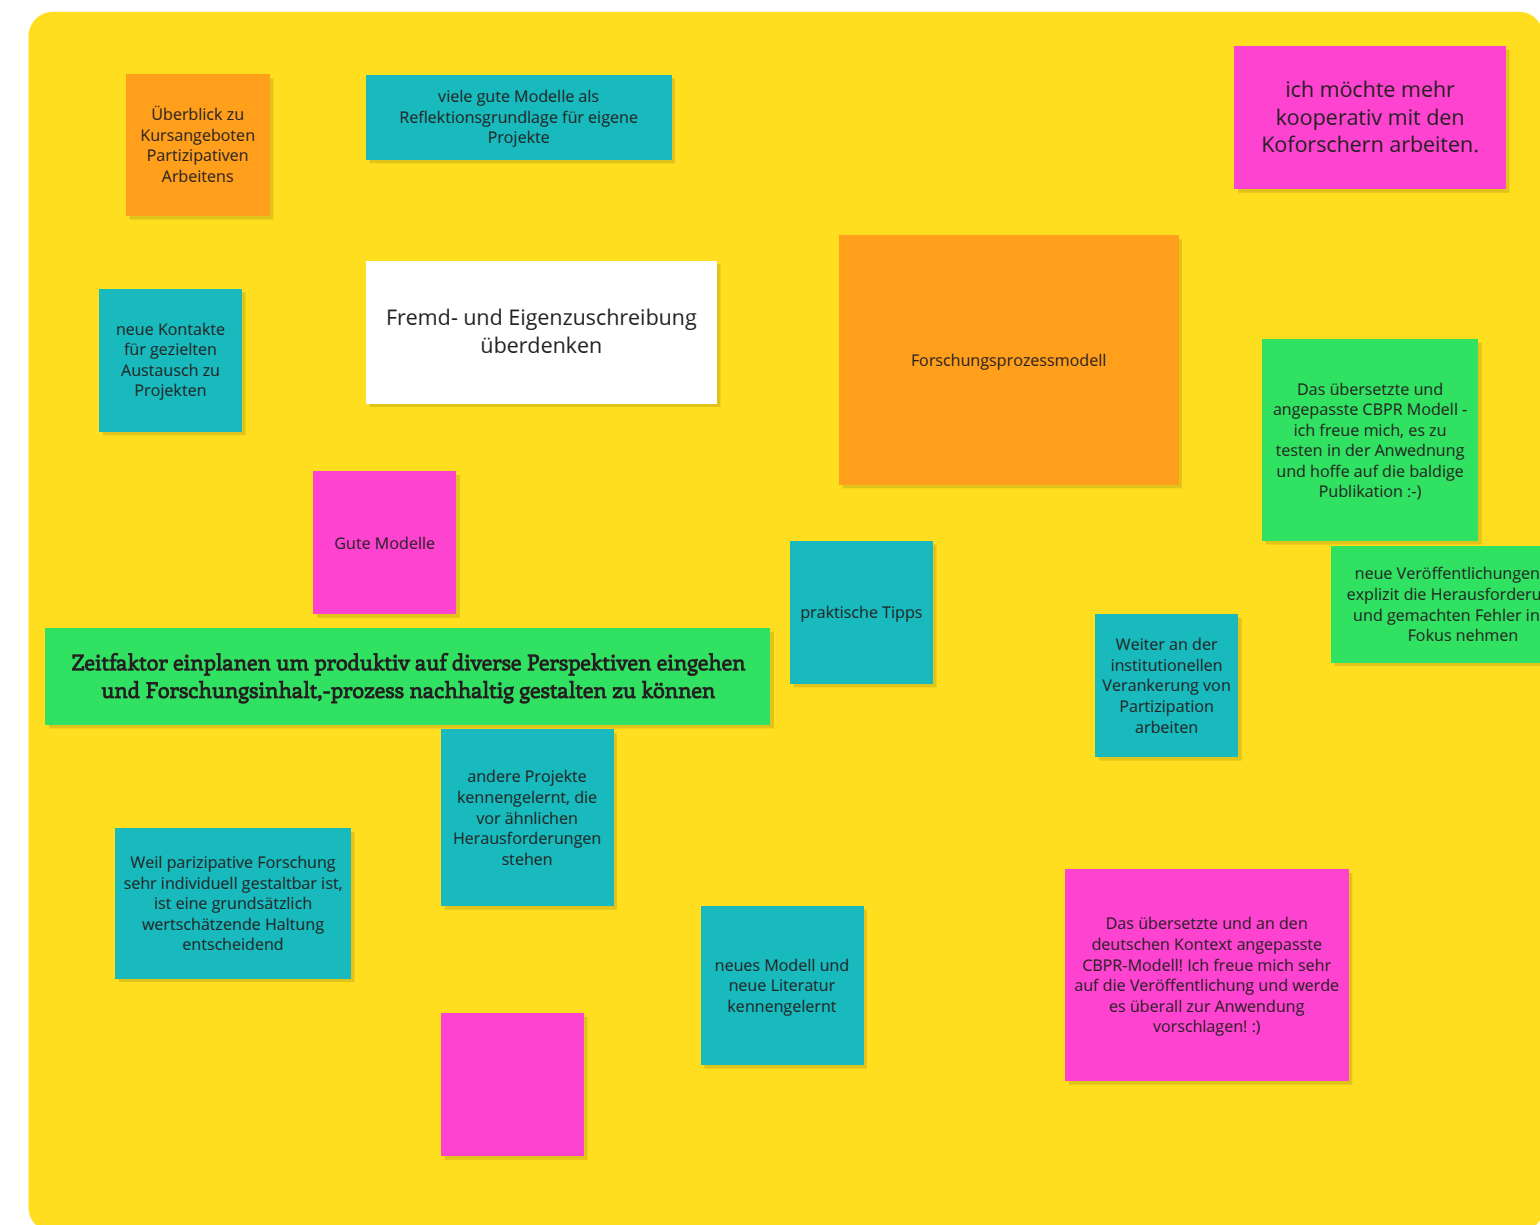 Überblick zu
Kursangeboten
Partizipativen
Arbeitens
viele gute Modelle als
Reflektionsgrundlage für eigene
Projekte
ich möchte mehr
kooperativ mit den
Koforschern arbeiten.
neue Kontakte
für gezielten
Austausch zu
Projekten
Fremd- und Eigenzuschreibung
überdenken
Forschungsprozessmodell
Das übersetzte und
angepasste CBPR Modell -
ich freue mich, es zu
testen in der Anwednung
und hoffe auf die baldige
Publikation :-)
Gute Modelle
praktische Tipps
neue Veröffentlichungen
explizit die
und gemachten Fehler in
Fokus nehmen
Zeitfaktor einplanen um produktiv auf diverse Perspektiven eingehen
und Forschungsinhalt,-prozess nachhaltig gestalten zu können
Weiter an der
institutionellen
Verankerung von
Partizipation
arbeiten
andere Projekte
kennengelernt, die
vor ähnlichen
Herausforderungen
stehen
Weil parizipative Forschung
sehr individuell gestaltbar ist,
ist eine grundsätzlich
wertschätzende Haltung
entscheidend
neues Modell und
neue Literatur
kennengelernt
Das übersetzte und an den
deutschen Kontext angepasste
CBPR-Modell! Ich freue mich sehr
auf die Veröffentlichung und werde
es überall zur Anwendung
vorschlagen! :)